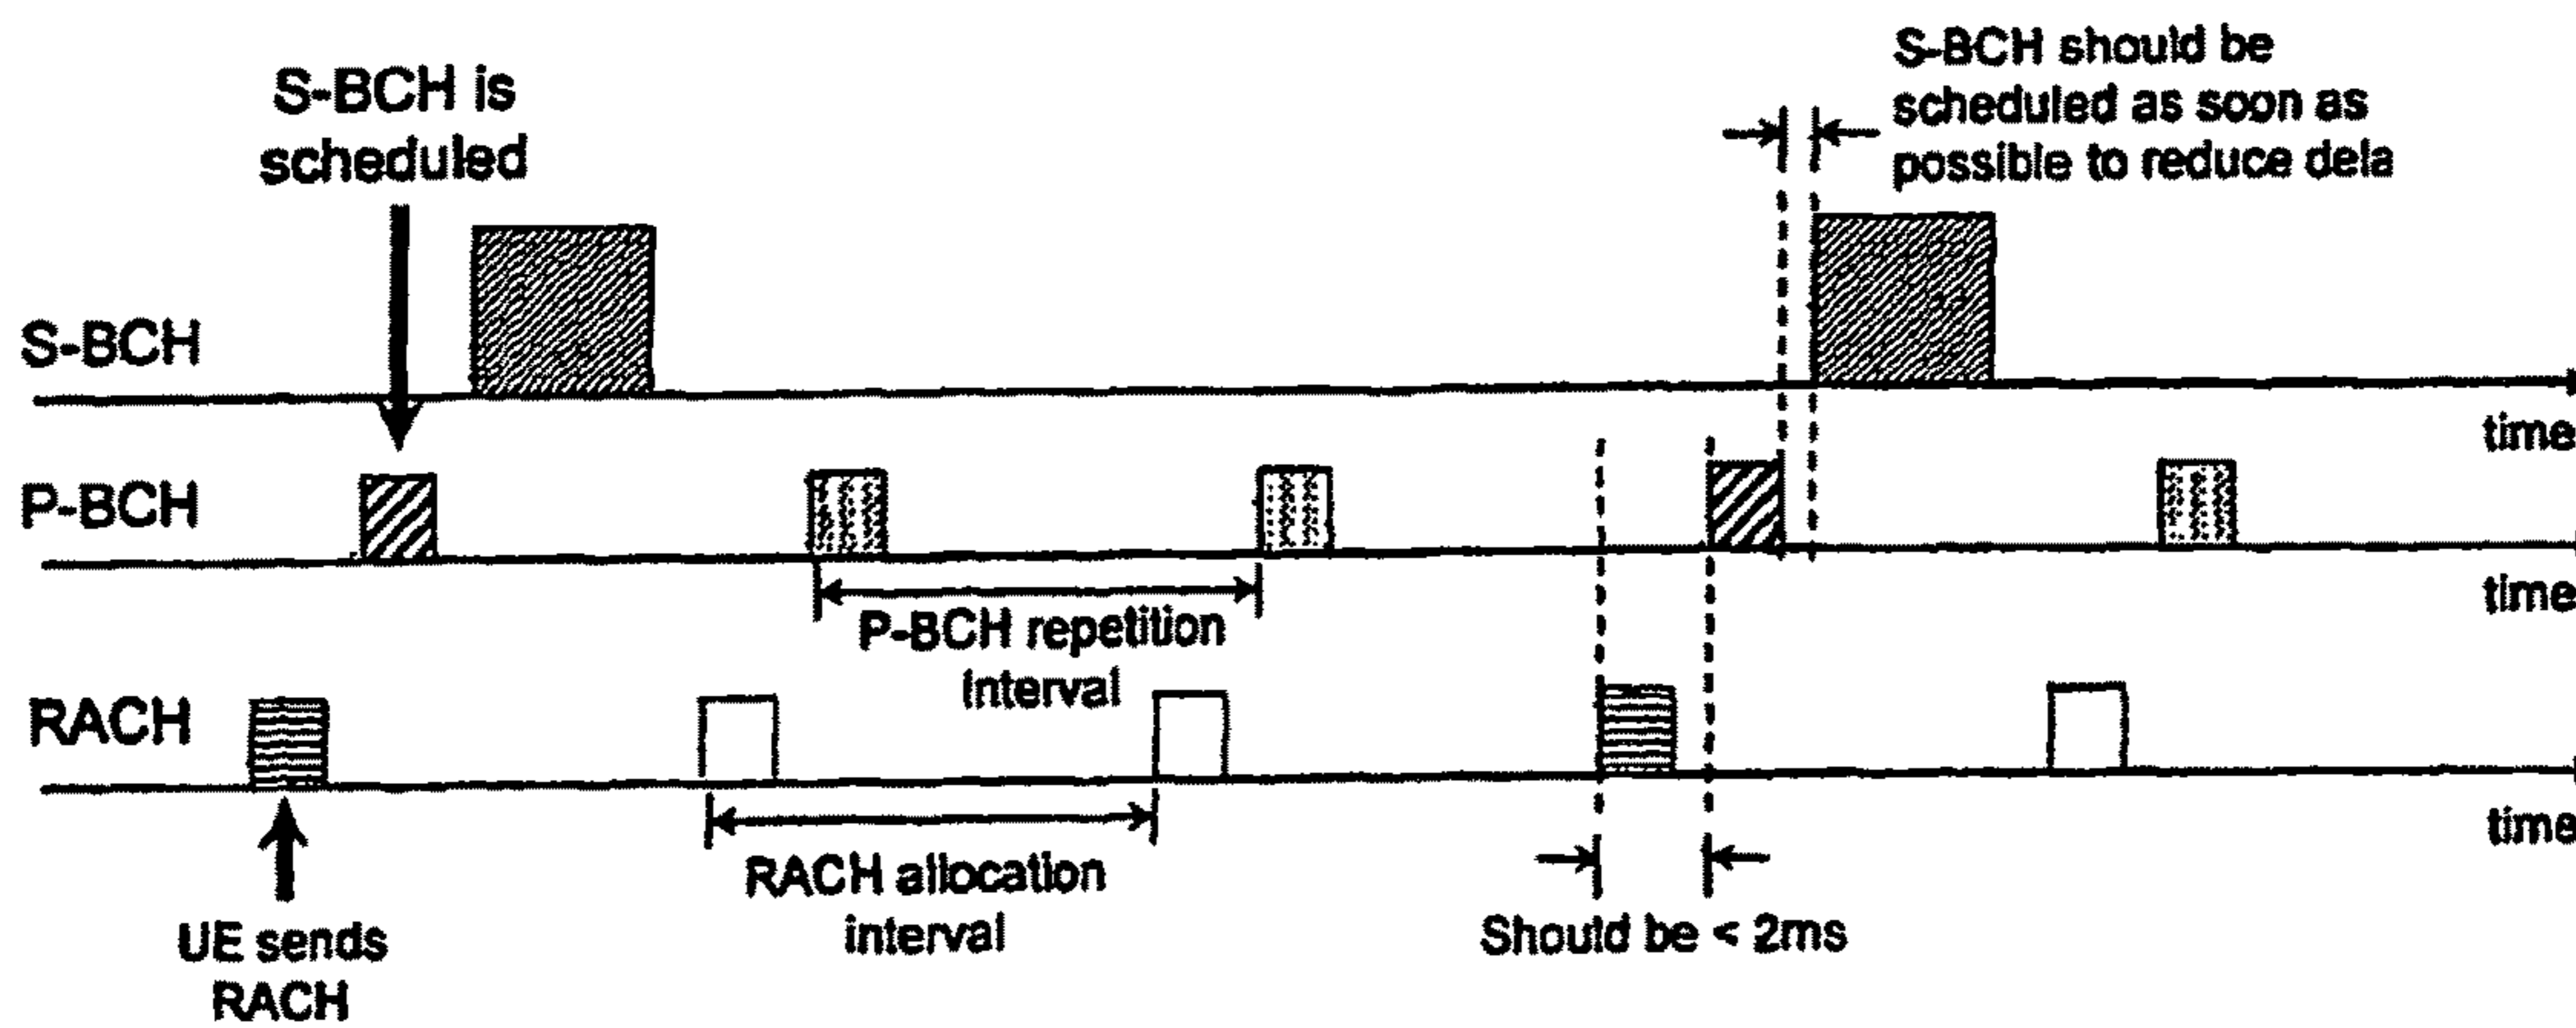 S-BCH is
scheduled
S-BCH should be
scheduled as soon as
possible to reduce dela
S-BCH
time
P-BCH
time
P-BCH repetition
Interval
RACH
time
RACH allocation
interval
Should be < 2ms
UE sends
RACH